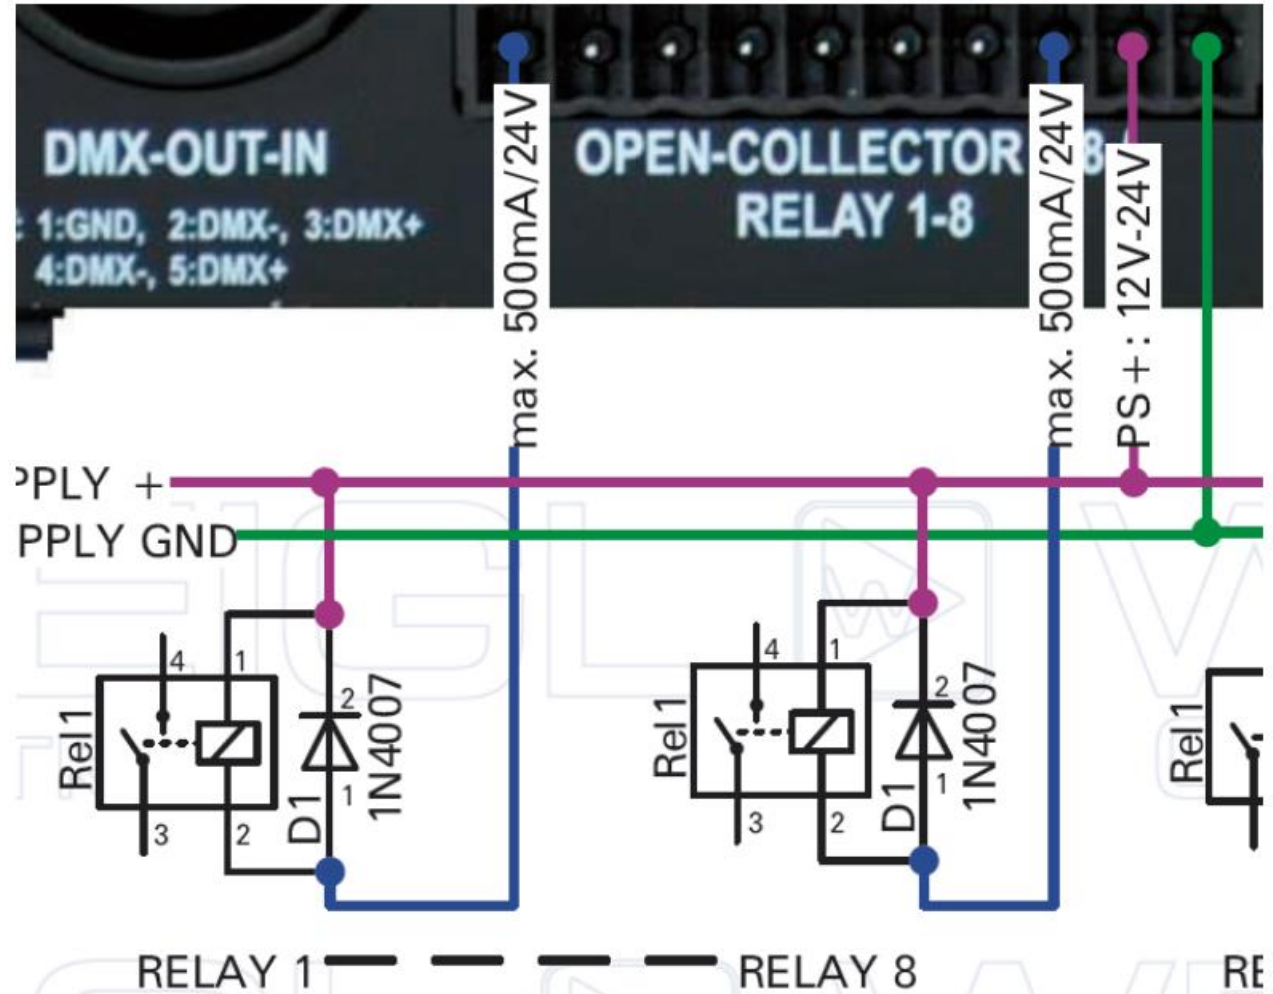 DMX-OUT-IN
: 1:GND, 2:DMX-, 3:DMX+
4:DMX-, 5:DMX+
OPEN-COLLECTOR
8
RELAY 1-8
max. 500mA/24V
max. 500mA/24V
PS+: 12V-24V
PPLY +
PPLY GND
4
1
Rel1
3
2
D1
2
1
1N4007
4
1
Rel1
3
2
D1
2
1
1N4007
Rel1
RELAY 1
RELAY 8
RE